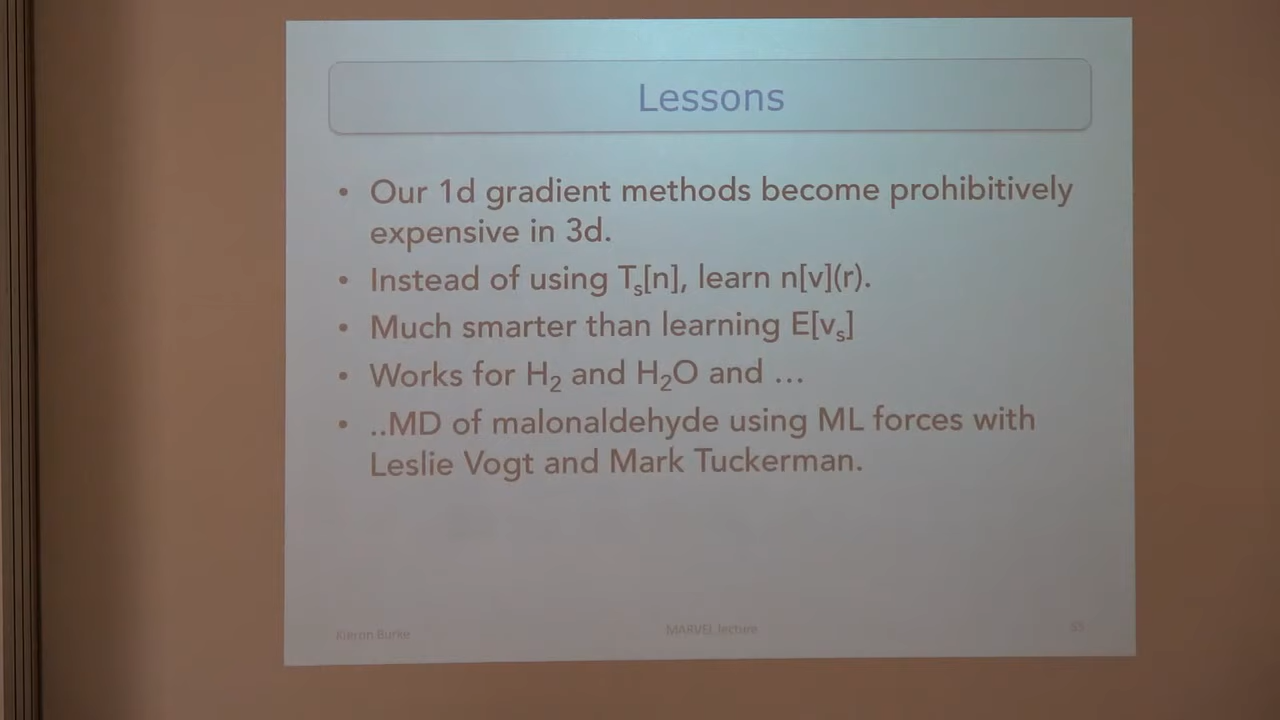 Lessons
• Our 1d gradient methods become prohibitively
expensive in 3d.
• Instead of using Tₛ[n], learn n[v](r).
• Much smarter than learning E[vₛ]
• Works for H₂ and H₂O and ...
• ..MD of malonaldehyde using ML forces with
Leslie Vogt and Mark Tuckerman.
Kieron Burke
MARVEL lecture